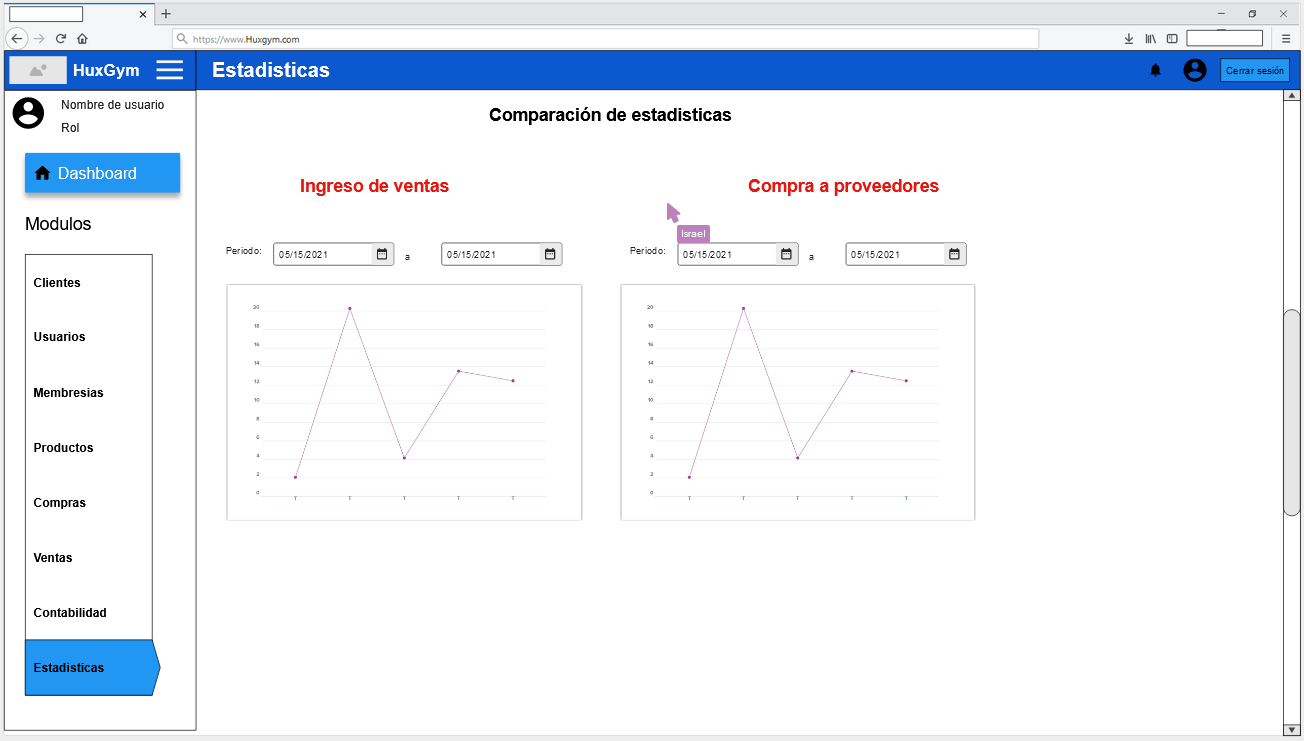 https://www.Huxgym.com
HuxGym
Estadisticas
Cerrar sesión
Nombre de usuario
Rol
Dashboard
Modulos
Clientes
Usuarios
Membresias
Productos
Compras
Ventas
Contabilidad
Estadisticas
Comparación de estadisticas
Ingreso de ventas
Periodo:
05/15/2021
a
05/15/2021
20
18
16
14
12
10
8
6
4
2
0
T T T T T
Compra a proveedores
Israel
Periodo:
05/15/2021
a
05/15/2021
20
18
16
14
12
10
8
6
4
2
0
T T T T T